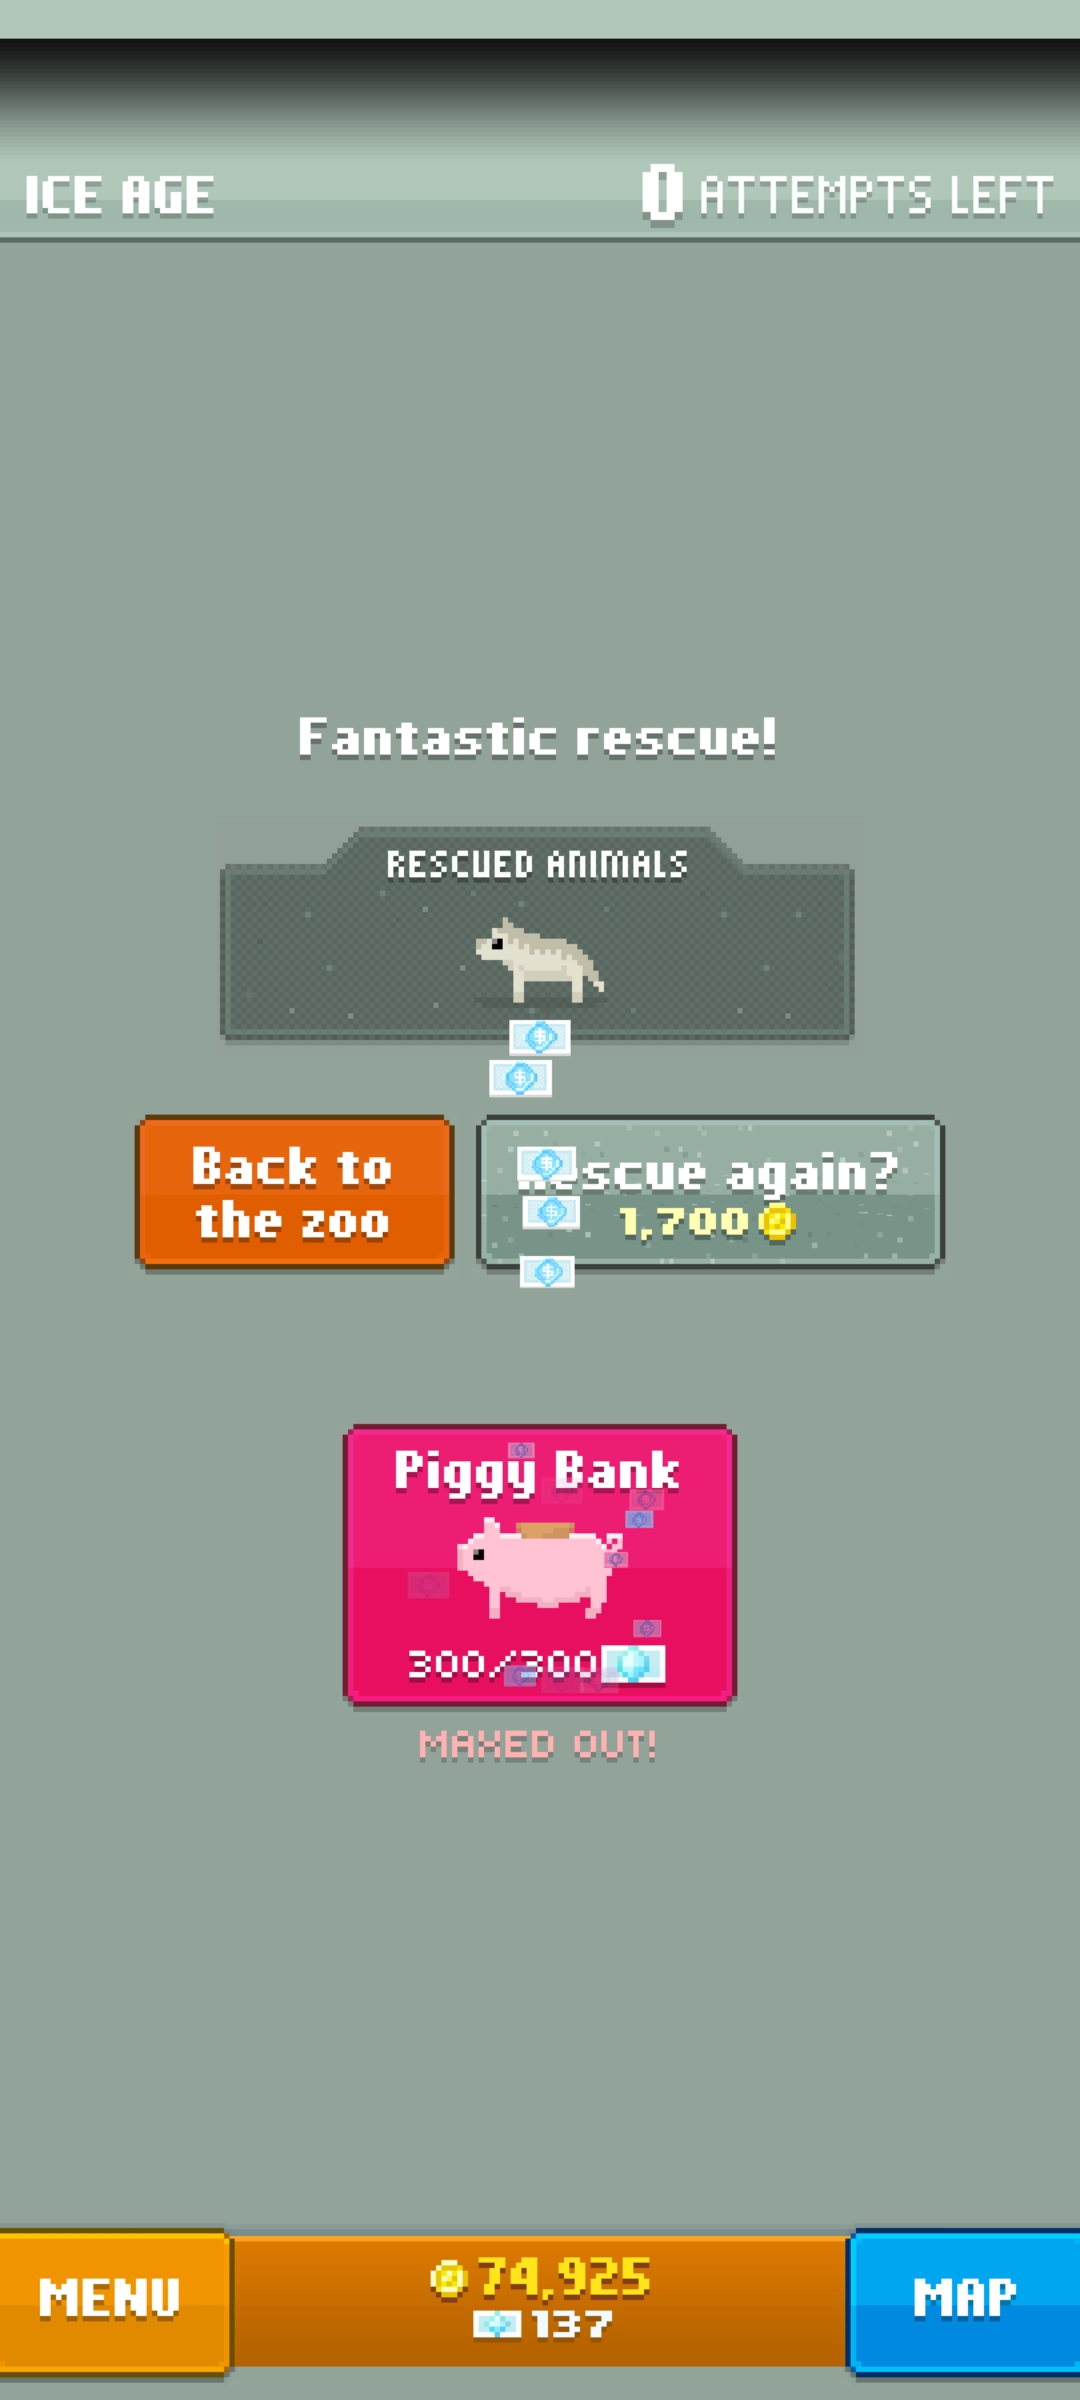 ICE AGE
0 ATTEMPTS LEFT
Fantastic rescue!
RESCUED ANIMALS
Back to
the zoo
Rescue again?
1,700
Piggy Bank
300/300
MAXED OUT!
MENU
74,925
137
MAP